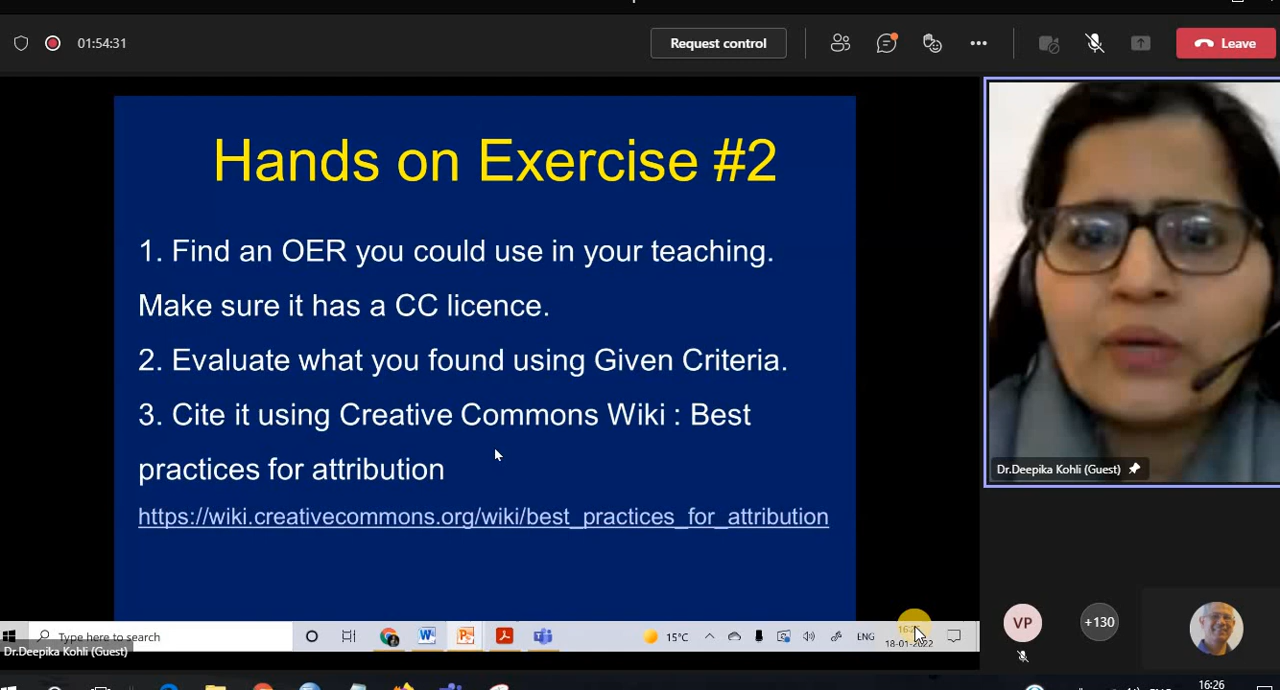 01:54:31
Request control
Leave
Hands on Exercise #2
1. Find an OER you could use in your teaching.
Make sure it has a CC licence.
2. Evaluate what you found using Given Criteria.
3. Cite it using Creative Commons Wiki : Best
practices for attribution
https://wiki.creativecommons.org/wiki/best_practices_for_attribution
Dr.Deepika Kohli (Guest)
VP
+130
Type here to search
15°C
ENG
18-01-2022
Dr.Deepika Kohli (Guest)
16:26